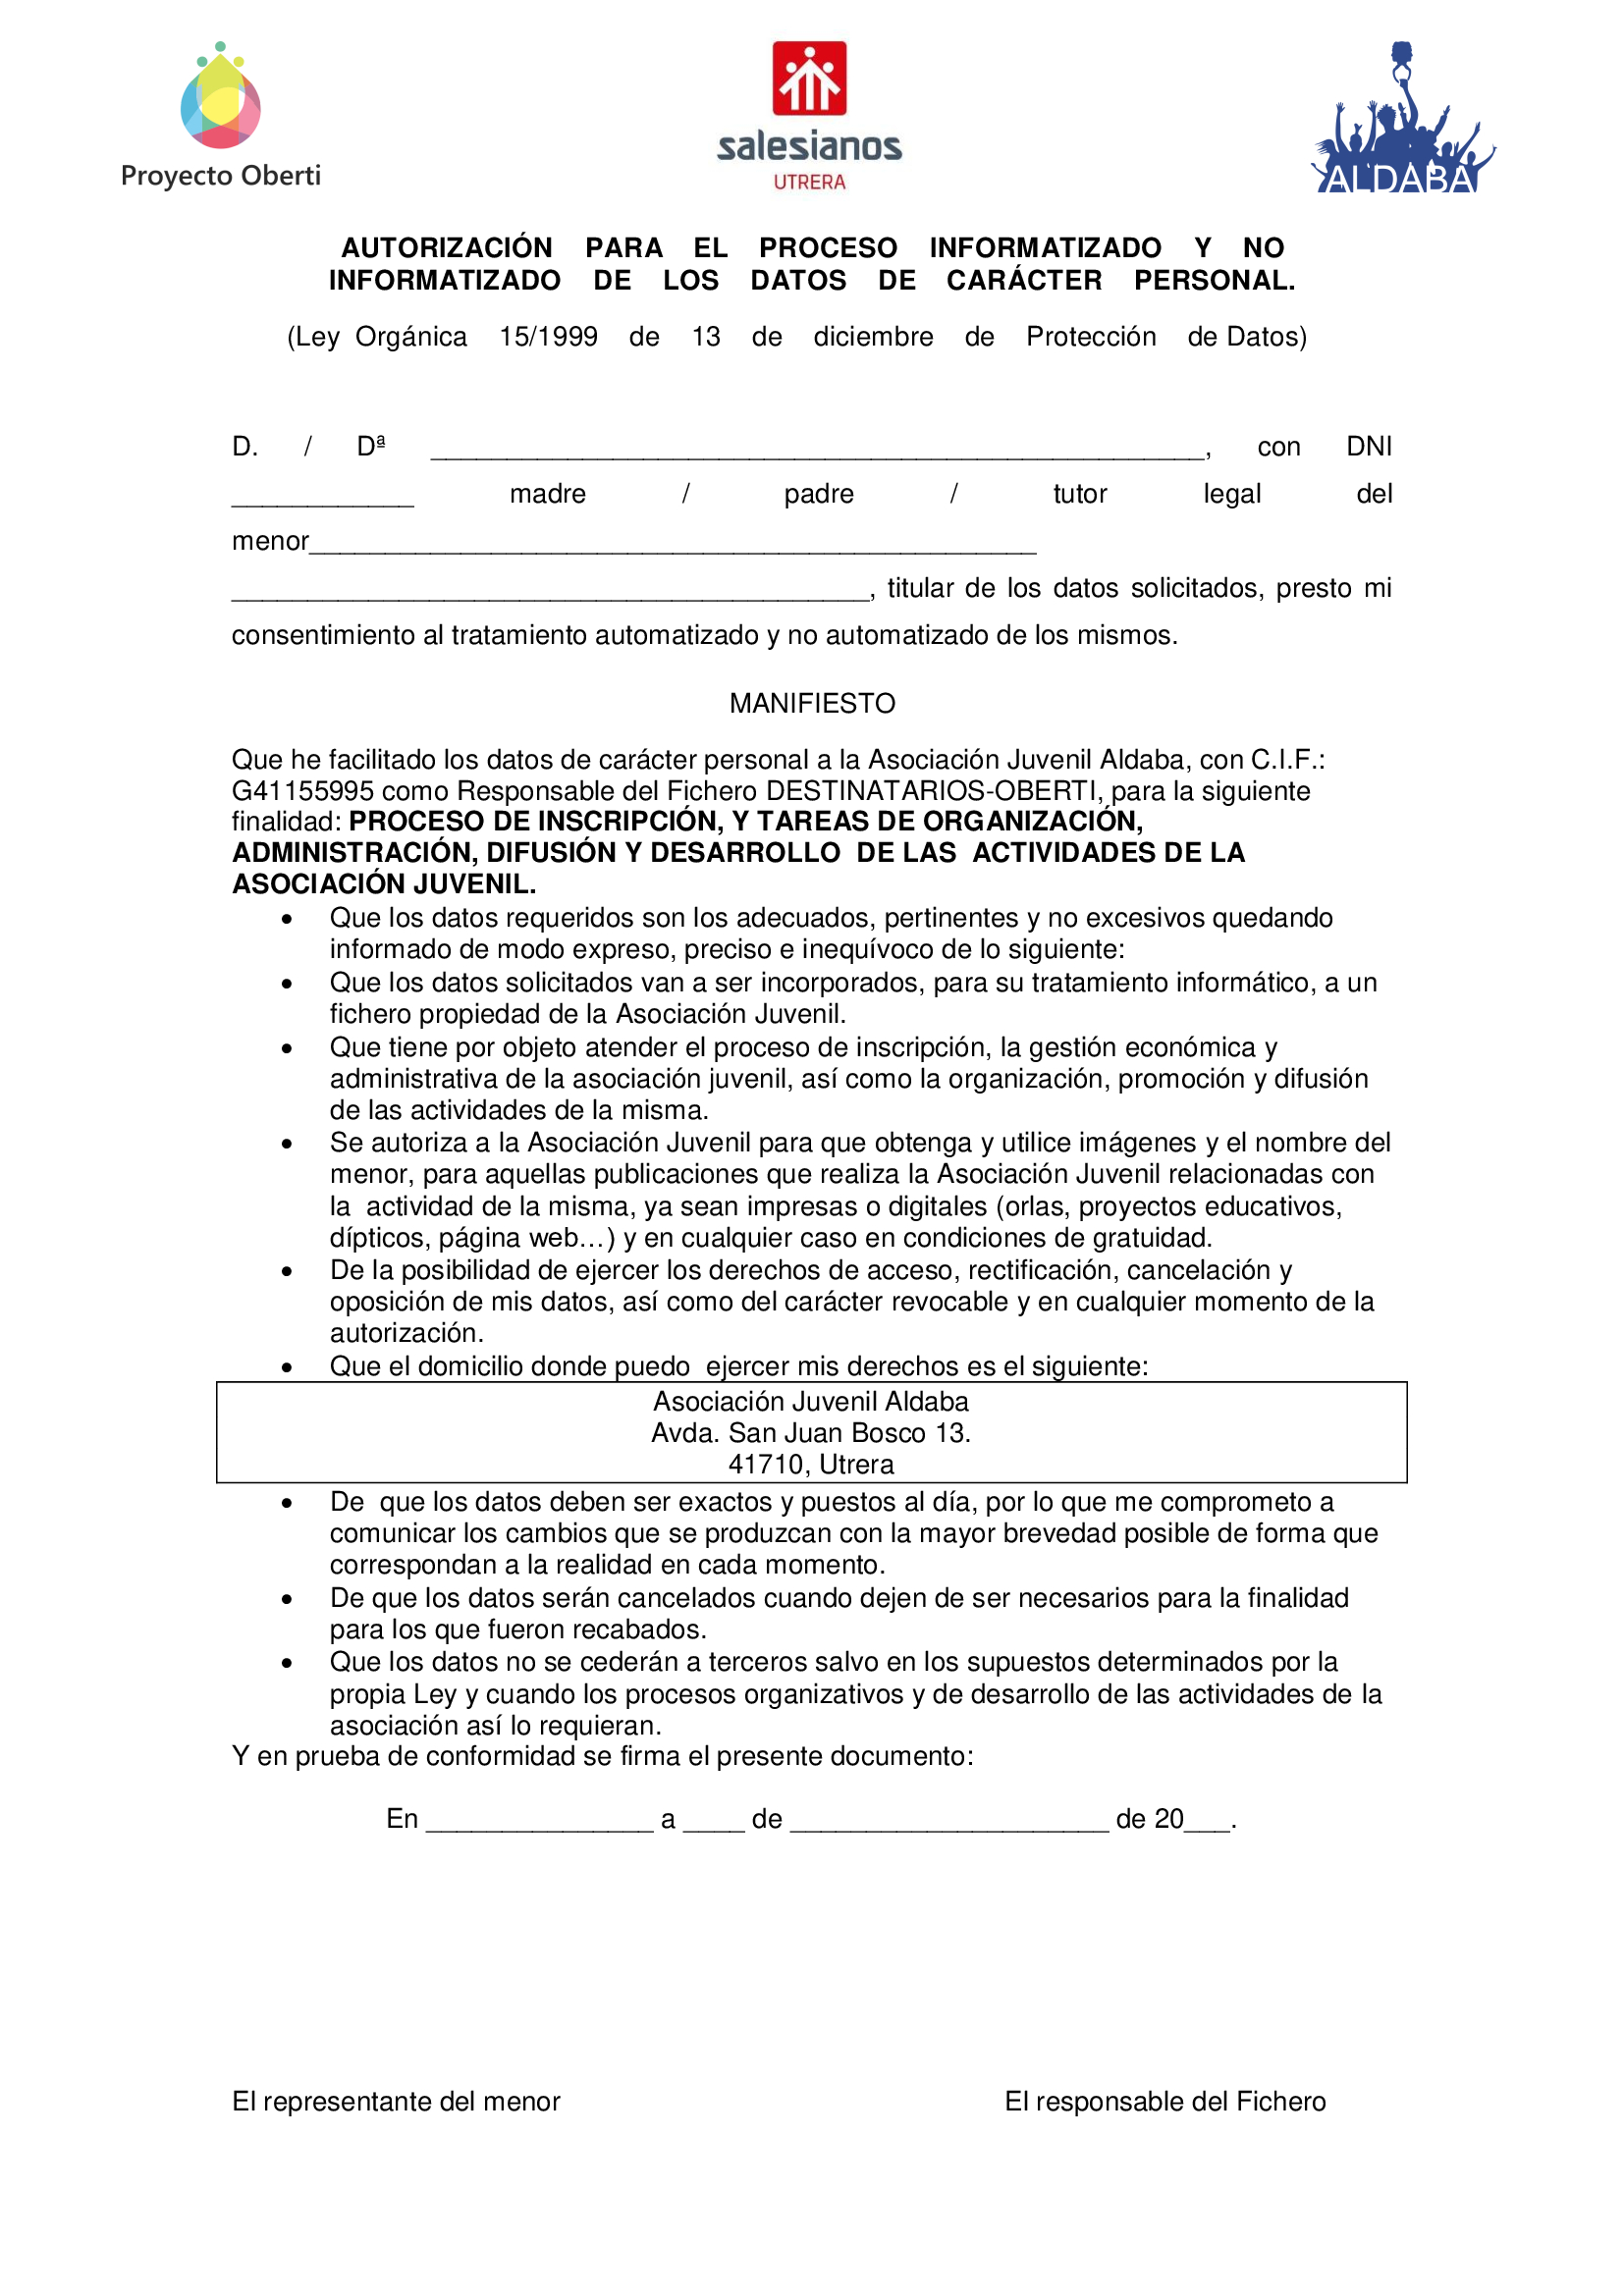 Proyecto Oberti
salesianos
UTRERA
ALDABA
AUTORIZACIÓN PARA EL PROCESO INFORMATIZADO Y NO
INFORMATIZADO DE LOS DATOS DE CARÁCTER PERSONAL.
(Ley Orgánica 15/1999 de 13 de diciembre de Protección de Datos)
D. / Dª ___________________________________________________, con DNI
____________ madre / padre / tutor legal del
menor________________________________________________
__________________________________________, titular de los datos solicitados, presto mi
consentimiento al tratamiento automatizado y no automatizado de los mismos.
MANIFIESTO
Que he facilitado los datos de carácter personal a la Asociación Juvenil Aldaba, con C.I.F.:
G41155995 como Responsable del Fichero DESTINATARIOS-OBERTI, para la siguiente
finalidad: PROCESO DE INSCRIPCIÓN, Y TAREAS DE ORGANIZACIÓN,
ADMINISTRACIÓN, DIFUSIÓN Y DESARROLLO DE LAS ACTIVIDADES DE LA
ASOCIACIÓN JUVENIL.
• Que los datos requeridos son los adecuados, pertinentes y no excesivos quedando
informado de modo expreso, preciso e inequívoco de lo siguiente:
• Que los datos solicitados van a ser incorporados, para su tratamiento informático, a un
fichero propiedad de la Asociación Juvenil.
• Que tiene por objeto atender el proceso de inscripción, la gestión económica y
administrativa de la asociación juvenil, así como la organización, promoción y difusión
de las actividades de la misma.
• Se autoriza a la Asociación Juvenil para que obtenga y utilice imágenes y el nombre del
menor, para aquellas publicaciones que realiza la Asociación Juvenil relacionadas con
la actividad de la misma, ya sean impresas o digitales (orlas, proyectos educativos,
dípticos, página web…) y en cualquier caso en condiciones de gratuidad.
• De la posibilidad de ejercer los derechos de acceso, rectificación, cancelación y
oposición de mis datos, así como del carácter revocable y en cualquier momento de la
autorización.
• Que el domicilio donde puedo ejercer mis derechos es el siguiente:
Asociación Juvenil Aldaba
Avda. San Juan Bosco 13.
41710, Utrera
• De que los datos deben ser exactos y puestos al día, por lo que me comprometo a
comunicar los cambios que se produzcan con la mayor brevedad posible de forma que
correspondan a la realidad en cada momento.
• De que los datos serán cancelados cuando dejen de ser necesarios para la finalidad
para los que fueron recabados.
• Que los datos no se cederán a terceros salvo en los supuestos determinados por la
propia Ley y cuando los procesos organizativos y de desarrollo de las actividades de la
asociación así lo requieran.
Y en prueba de conformidad se firma el presente documento:
En _______________ a ____ de _____________________ de 20___.
El representante del menor El responsable del Fichero